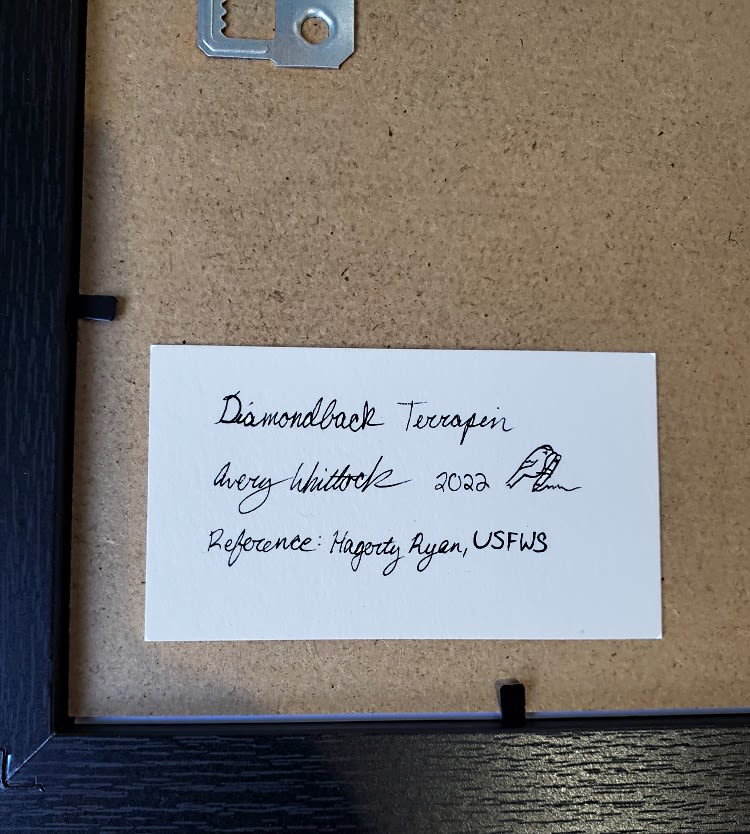 Diamondback Terrapin
Avery Whittock 2022
Reference: Hagerty Ryan, USFWS